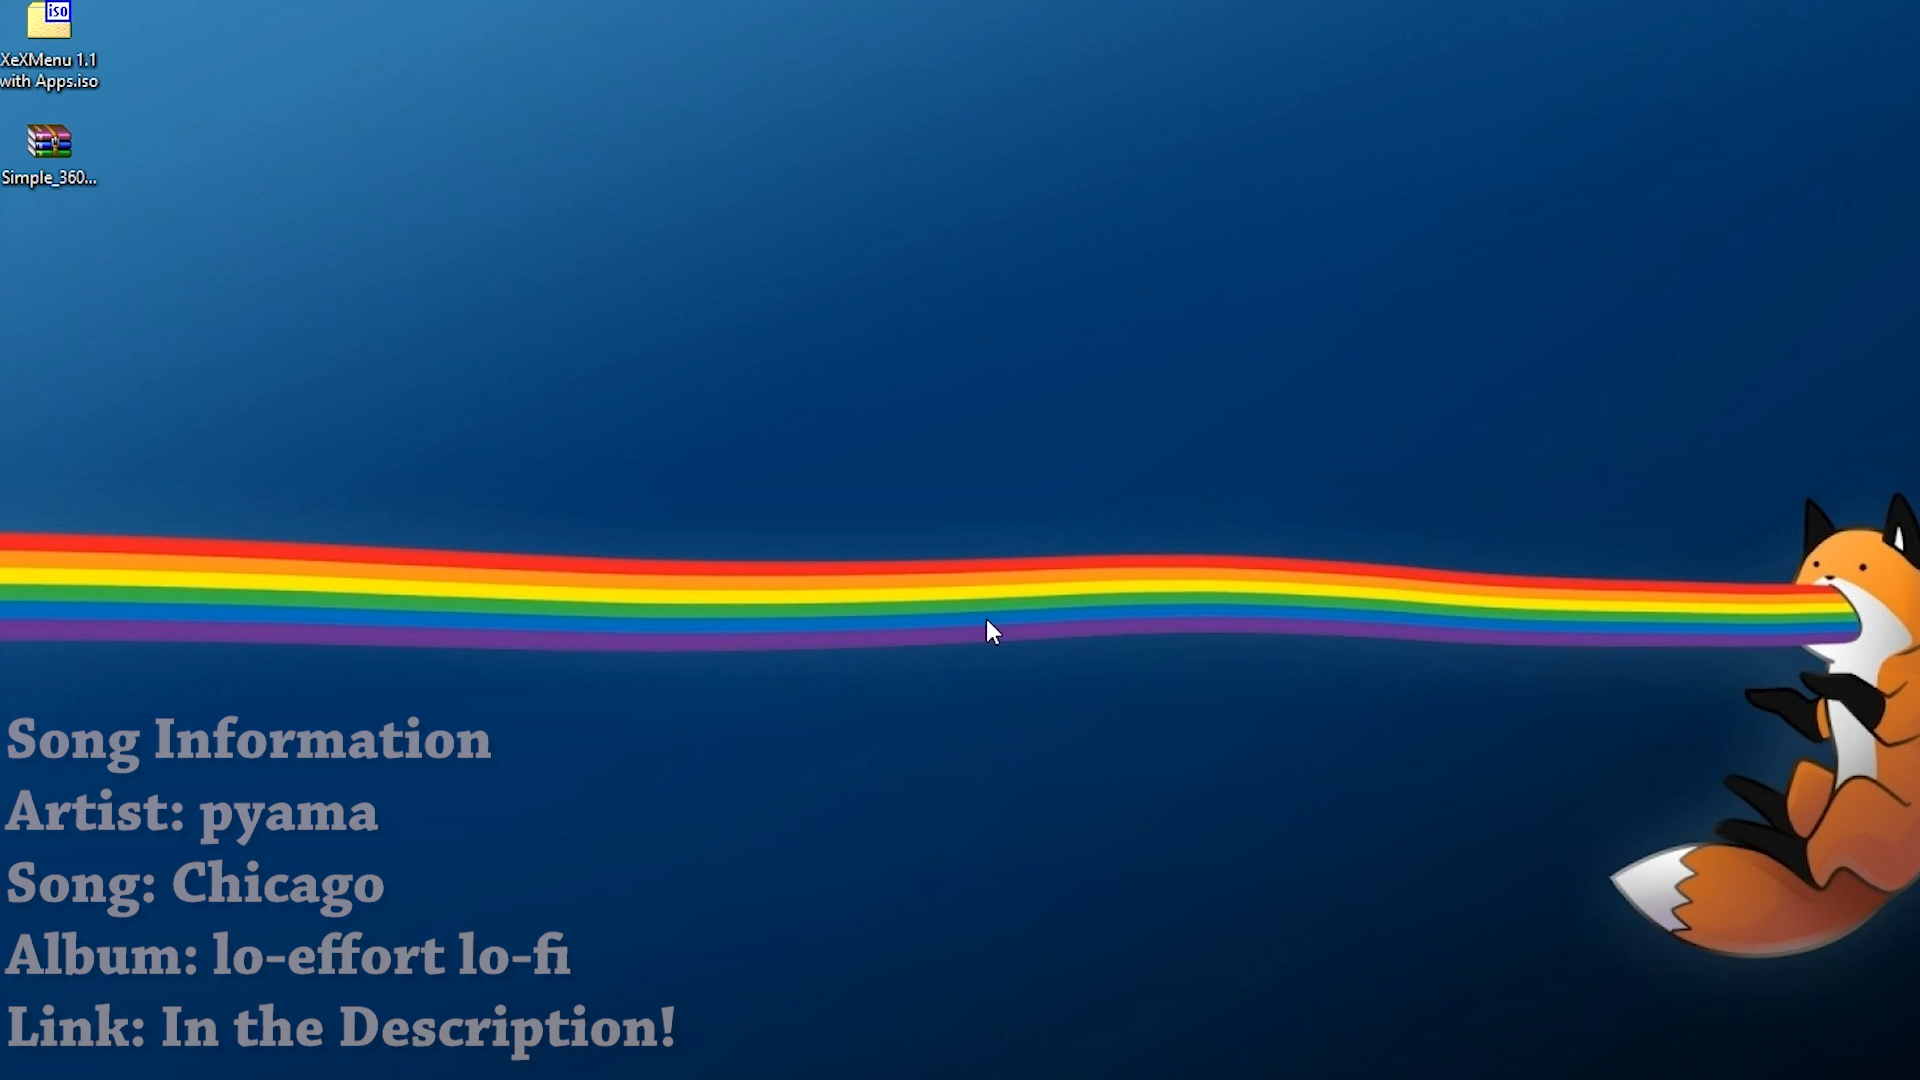 iso
XeXMenu 1.1
with Apps.iso
Simple_360...
Song Information
Artist: pyama
Song: Chicago
Album: lo-effort lo-fi
Link: In the Description!